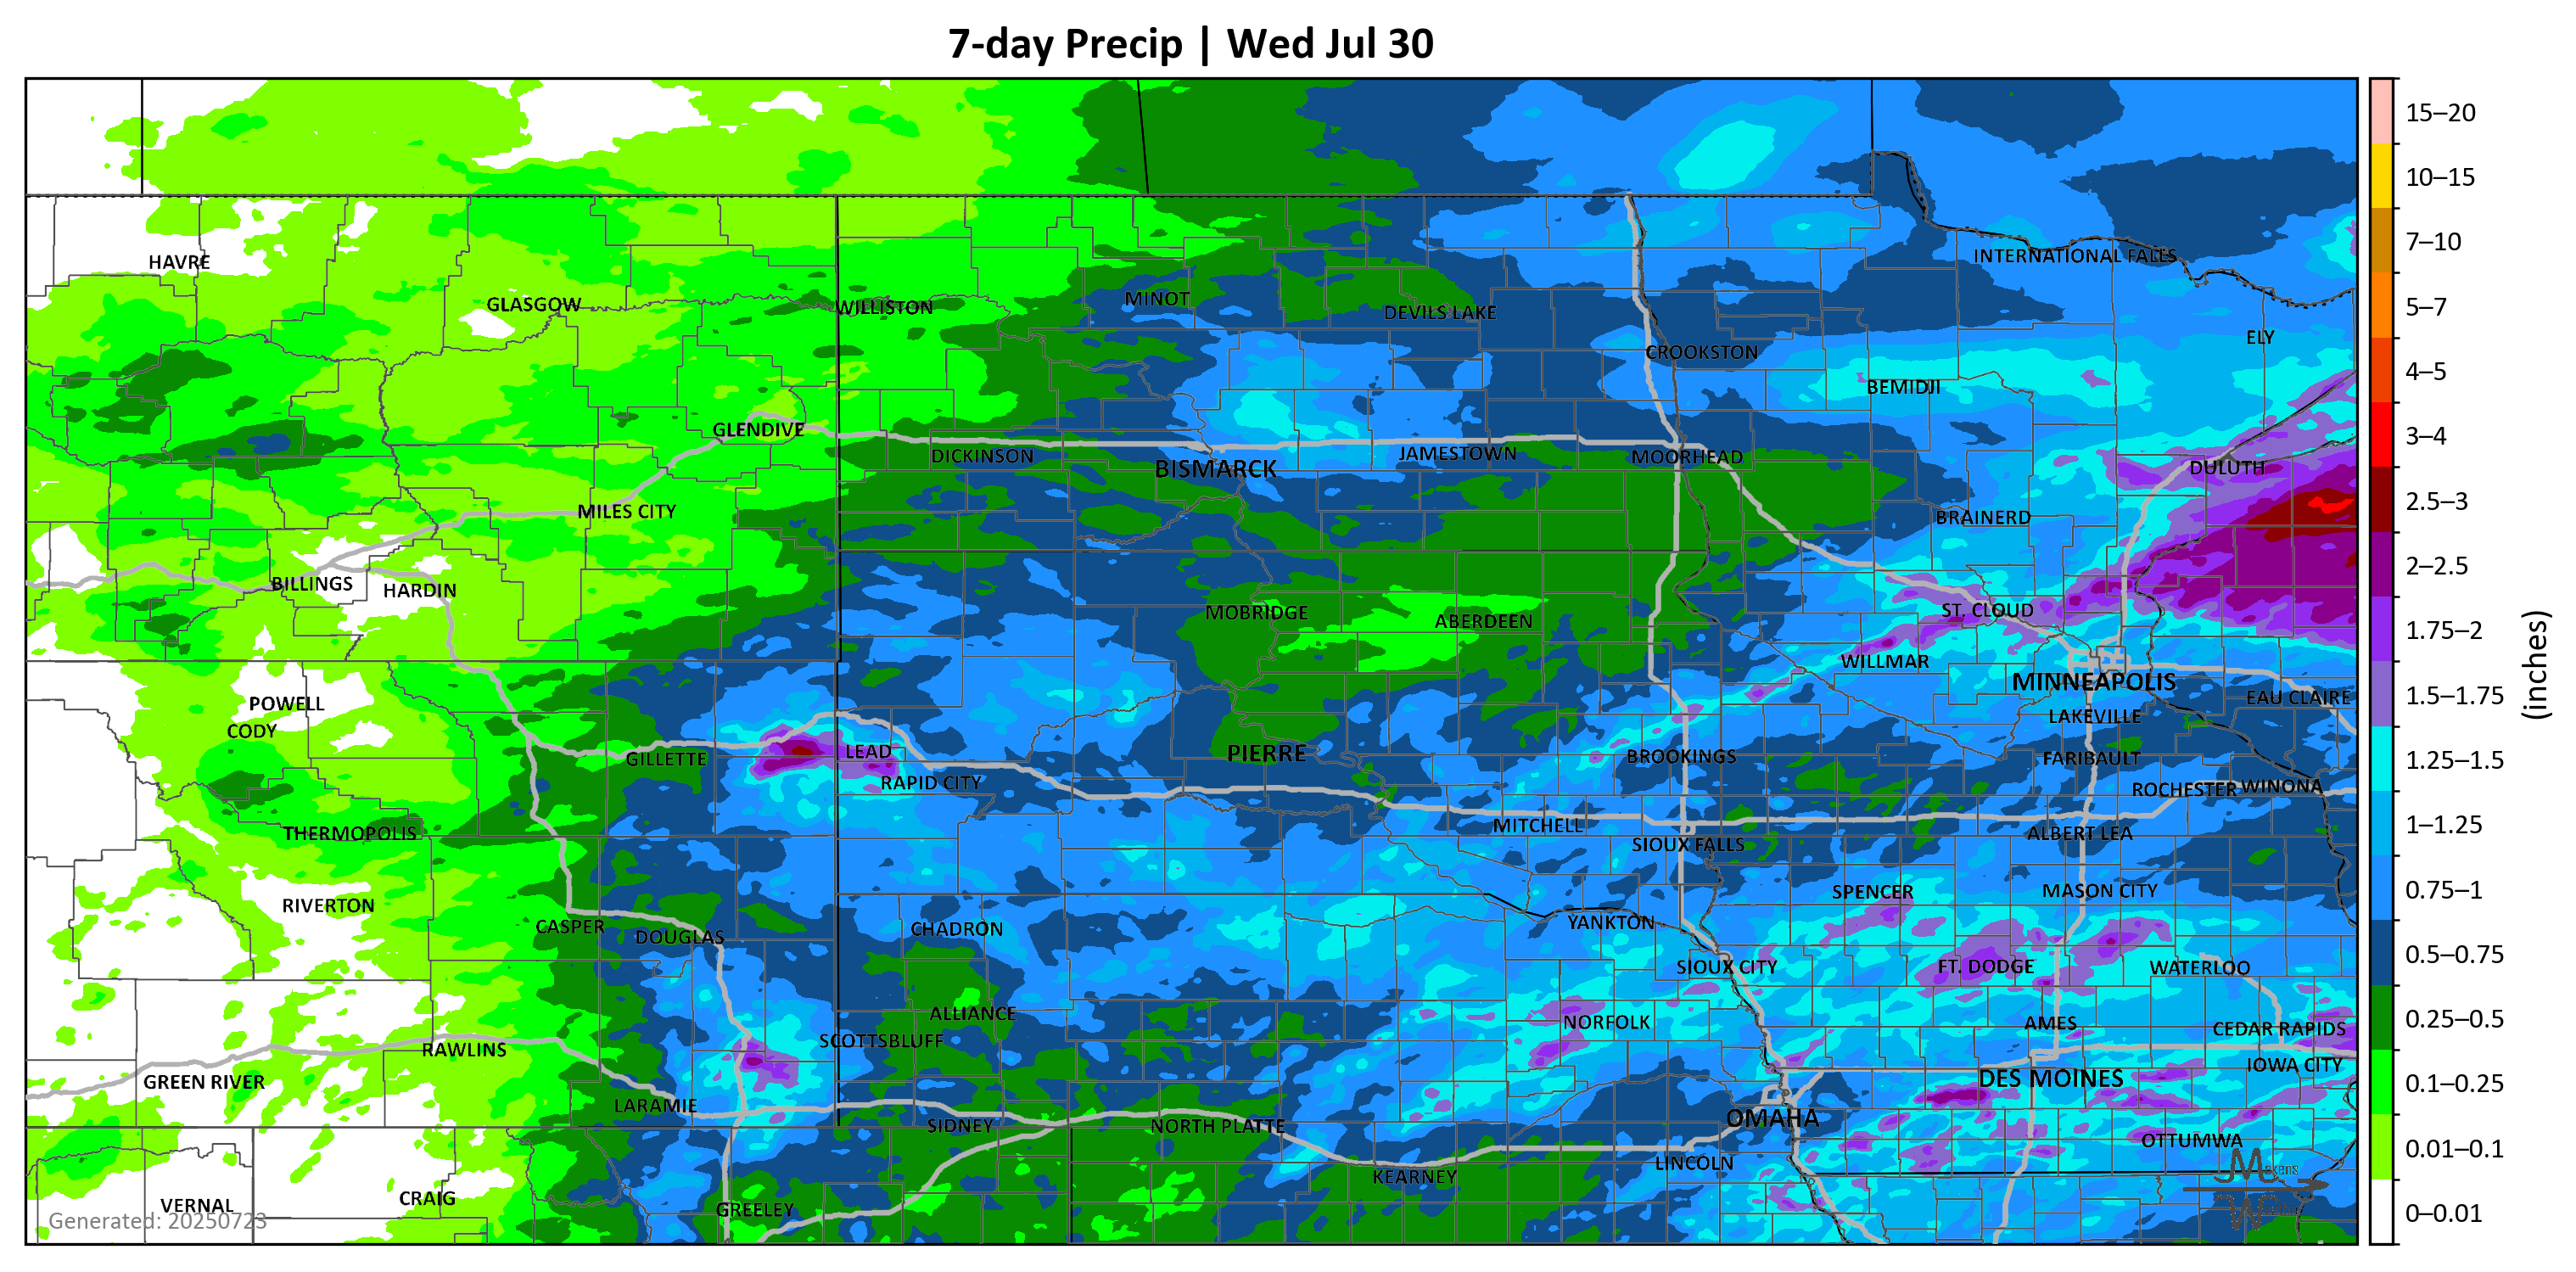 7-day Precip | Wed Jul 30
15–20
10–15
7–10
5–7
4–5
3–4
2.5–3
2–2.5
1.75–2
1.5–1.75
1.25–1.5
1–1.25
0.75–1
0.5–0.75
0.25–0.5
0.1–0.25
0.01–0.1
0–0.01
(inches)
HAVRE
INTERNATIONAL FALLS
GLASGOW
WILLISTON
MINOT
DEVILS LAKE
ELY
CROOKSTON
BEMIDJI
GLENDIVE
DICKINSON
BISMARCK
JAMESTOWN
MOORHEAD
DULUTH
MILES CITY
BRAINERD
BILLINGS
HARDIN
MOBRIDGE
ABERDEEN
ST. CLOUD
WILLMAR
MINNEAPOLIS
POWELL
EAU CLAIRE
CODY
LAKEVILLE
GILLETTE
LEAD
PIERRE
BROOKINGS
FARIBAULT
RAPID CITY
ROCHESTER
WINONA
THERMOPOLIS
MITCHELL
ALBERT LEA
SIOUX FALLS
RIVERTON
SPENCER
MASON CITY
CASPER
DOUGLAS
CHADRON
YANKTON
SIOUX CITY
FT. DODGE
WATERLOO
ALLIANCE
NORFOLK
AMES
CEDAR RAPIDS
RAWLINS
SCOTTSBLUFF
IOWA CITY
GREEN RIVER
DES MOINES
LARAMIE
OMAHA
SIDNEY
NORTH PLATTE
OTTUMWA
LINCOLN
KEARNEY
VERNAL
CRAIG
GREELEY
Generated: 20250723